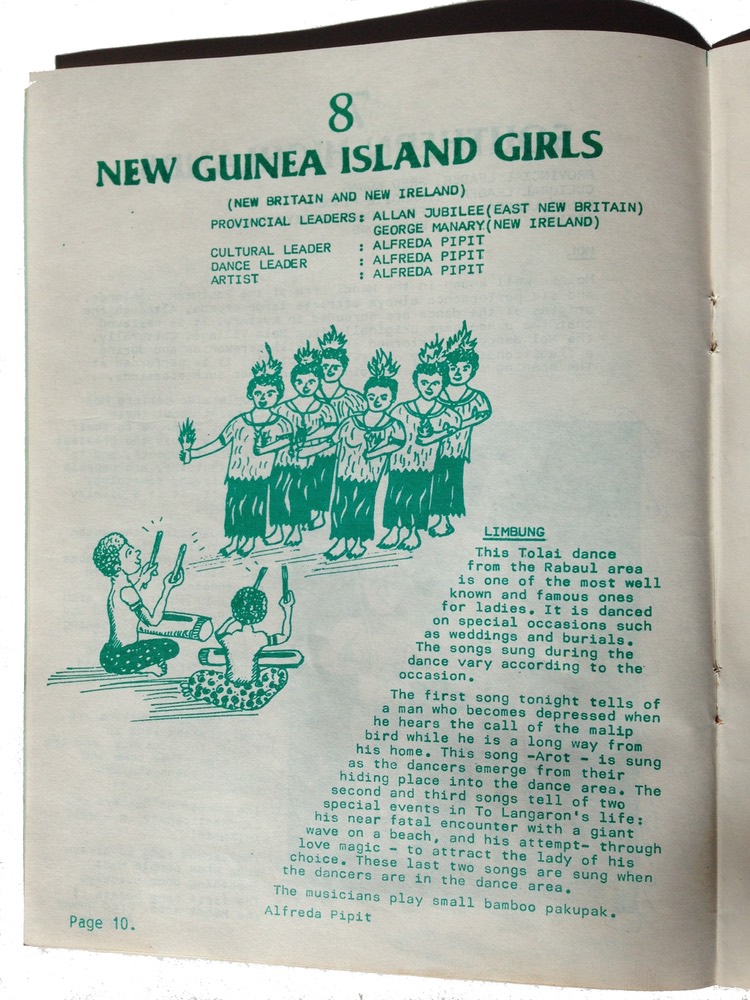 8
NEW GUINEA ISLAND GIRLS
(NEW BRITAIN AND NEW IRELAND)
PROVINCIAL LEADERS: ALLAN JUBILEE(EAST NEW BRITAIN)
GEORGE MANARY(NEW IRELAND)
CULTURAL LEADER : ALFREDA PIPIT
DANCE LEADER : ALFREDA PIPIT
ARTIST : ALFREDA PIPIT
LIMBUNG
This Tolai dance
from the Rabaul area
is one of the most well
known and famous ones
for ladies. It is danced
on special occasions such
as weddings and burials.
The songs sung during the
dance vary according to the
occasion.
The first song tonight tells of
a man who becomes depressed when
he hears the call of the malip
bird while he is a long way from
his home. This song -Arot - is sung
as the dancers emerge from their
hiding place into the dance area. The
second and third songs tell of two
special events in To Langaron's life:
his near fatal encounter with a giant
wave on a beach, and his attempt- through
love magic - to attract the lady of his
choice. These last two songs are sung when
the dancers are in the dance area.
The musicians play small bamboo pakupak.
Alfreda Pipit
Page 10.